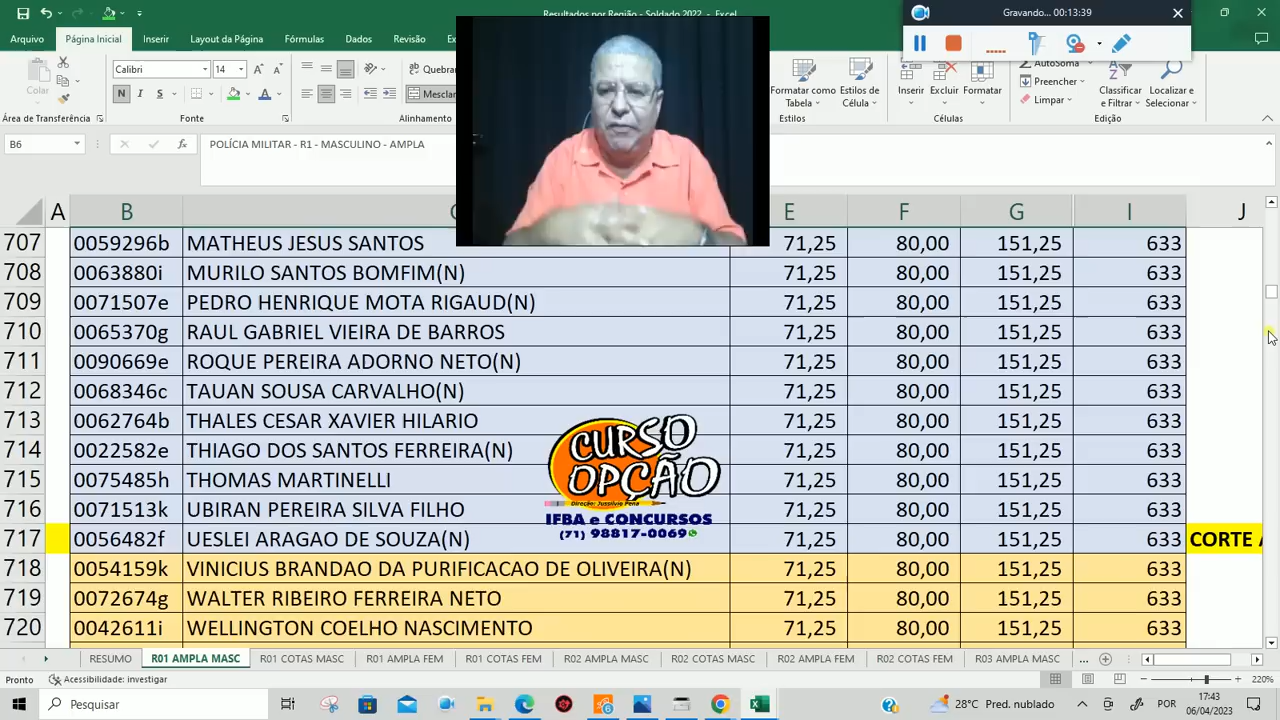 Resultados por Região - Soldado 2022 - Excel
Gravando... 00:13:39
Arquivo Página Inicial Inserir Layout da Página Fórmulas Dados Revisão
Colar
Calibri 14
N I S
Quebrar
Mesclar
Formatar como Tabela
Estilos de Célula
Inserir Excluir Formatar
AutoSoma
Preencher
Limpar
Classificar e Filtrar
Localizar e Selecionar
Área de Transferência Fonte Alinhamento Estilos Células Edição
B6 fx POLÍCIA MILITAR - R1 - MASCULINO - AMPLA
A B C E F G I J
707 0059296b MATHEUS JESUS SANTOS 71,25 80,00 151,25 633
708 0063880i MURILO SANTOS BOMFIM(N) 71,25 80,00 151,25 633
709 0071507e PEDRO HENRIQUE MOTA RIGAUD(N) 71,25 80,00 151,25 633
710 0065370g RAUL GABRIEL VIEIRA DE BARROS 71,25 80,00 151,25 633
711 0090669e ROQUE PEREIRA ADORNO NETO(N) 71,25 80,00 151,25 633
712 0068346c TAUAN SOUSA CARVALHO(N) 71,25 80,00 151,25 633
713 0062764b THALES CESAR XAVIER HILARIO 71,25 80,00 151,25 633
714 0022582e THIAGO DOS SANTOS FERREIRA(N) 71,25 80,00 151,25 633
715 0075485h THOMAS MARTINELLI 71,25 80,00 151,25 633
716 0071513k UBIRAN PEREIRA SILVA FILHO 71,25 80,00 151,25 633
717 0056482f UESLEI ARAGAO DE SOUZA(N) 71,25 80,00 151,25 633 CORTE A
718 0054159k VINICIUS BRANDAO DA PURIFICACAO DE OLIVEIRA(N) 71,25 80,00 151,25 633
719 0072674g WALTER RIBEIRO FERREIRA NETO 71,25 80,00 151,25 633
720 0042611i WELLINGTON COELHO NASCIMENTO 71,25 80,00 151,25 633
CURSO
OPÇÃO
Direção: Jussilvio Pena
IFBA e CONCURSOS
(71) 98817-0069
RESUMO R01 AMPLA MASC R01 COTAS MASC R01 AMPLA FEM R01 COTAS FEM R02 AMPLA MASC R02 COTAS MASC R02 AMPLA FEM R02 COTAS FEM R03 AMPLA MASC ...
Pronto Acessibilidade: investigar 220%
Pesquisar 28°C Pred. nublado POR 17:43
06/04/2023